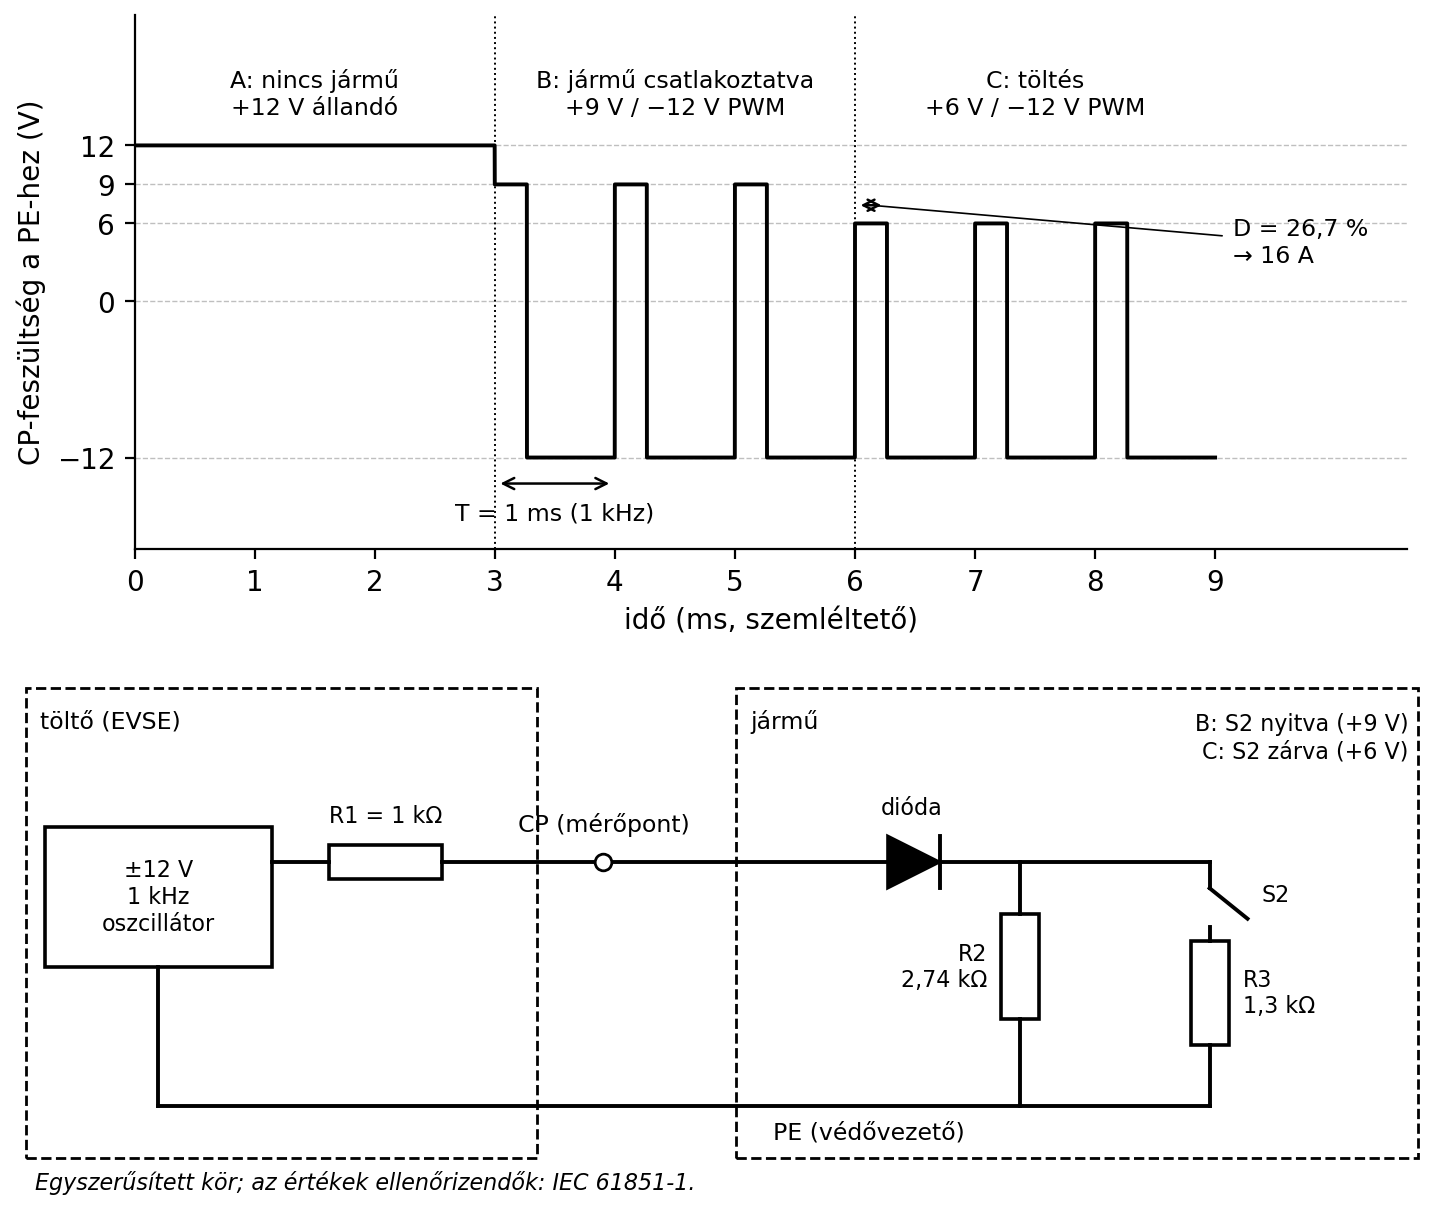 A: nincs jármű
+12 V állandó
B: jármű csatlakoztatva
+9 V / −12 V PWM
C: töltés
+6 V / −12 V PWM
CP-feszültség a PE-hez (V)
12
9
6
0
−12
D = 26,7 %
→ 16 A
T = 1 ms (1 kHz)
0 1 2 3 4 5 6 7 8 9
idő (ms, szemléltető)
töltő (EVSE)
jármű
B: S2 nyitva (+9 V)
C: S2 zárva (+6 V)
R1 = 1 kΩ
CP (mérőpont)
dióda
±12 V
1 kHz
oszcillátor
S2
R2
2,74 kΩ
R3
1,3 kΩ
PE (védővezető)
Egyszerűsített kör; az értékek ellenőrizendők: IEC 61851-1.